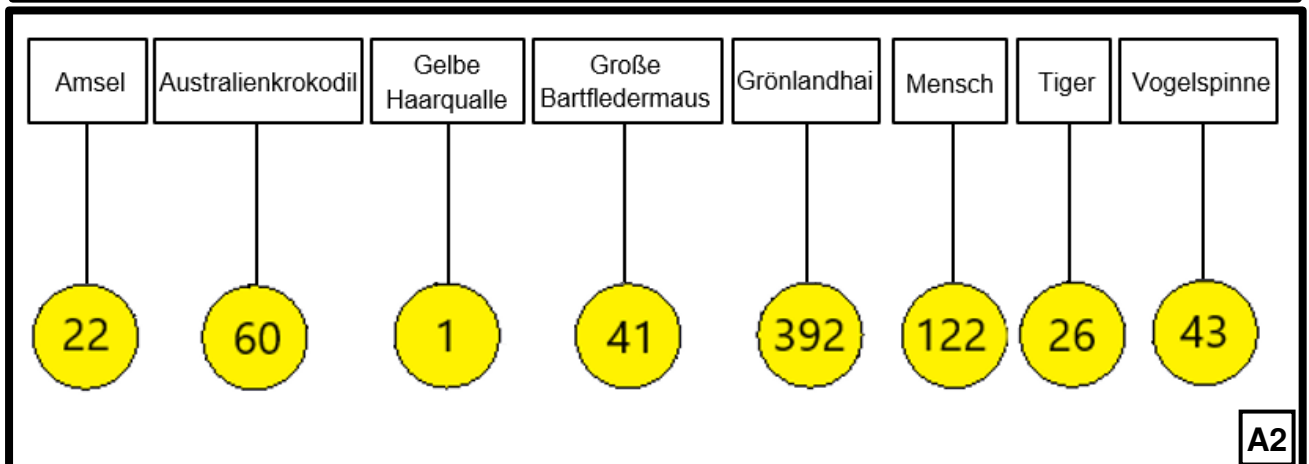 Amsel
Australienkrokodil
Gelbe
Haarqualle
Große
Bartfledermaus
Grönlandhai
Mensch
Tiger
Vogelspinne
22
60
1
41
392
122
26
43
A2